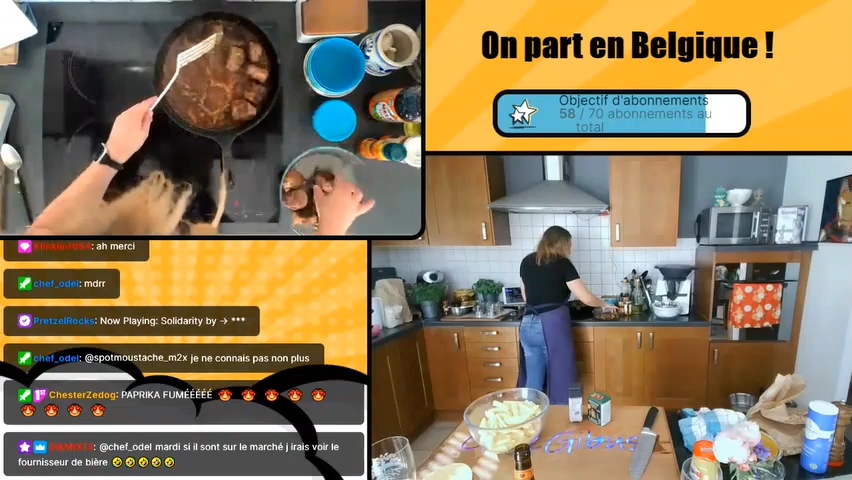 On part en Belgique !
Objectif d'abonnements
58 / 70 abonnements au
total
: ah merci
chef_odel: mdrr
PretzelRocks: Now Playing: Solidarity by -> ***
chef_odel: @spotmoustache_m2x je ne connais pas non plus
ChesterZedog: PAPRIKA FUMÉÉÉÉÉ
: @chef_odel mardi si il sont sur le marché j irais voir le
fournisseur de bière